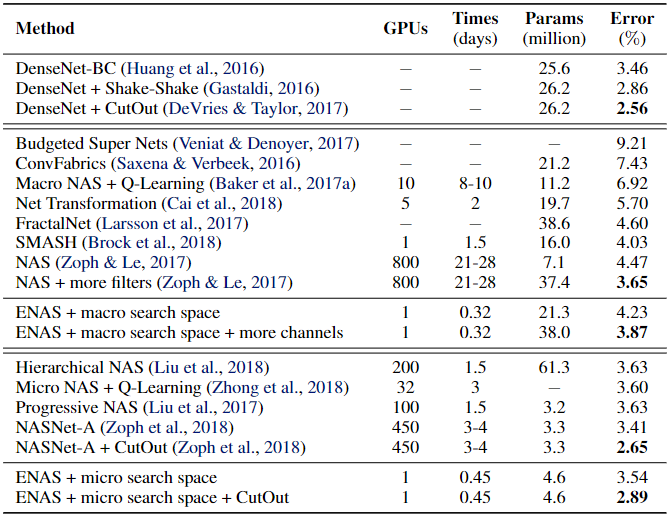 Method GPUs Times (days) Params (million) Error (%)
DenseNet-BC (Huang et al., 2016) — — 25.6 3.46
DenseNet + Shake-Shake (Gastaldi, 2016) — — 26.2 2.86
DenseNet + CutOut (DeVries & Taylor, 2017) — — 26.2 2.56
Budgeted Super Nets (Veniat & Denoyer, 2017) — — — 9.21
ConvFabrics (Saxena & Verbeek, 2016) — — 21.2 7.43
Macro NAS + Q-Learning (Baker et al., 2017a) 10 8-10 11.2 6.92
Net Transformation (Cai et al., 2018) 5 2 19.7 5.70
FractalNet (Larsson et al., 2017) — — 38.6 4.60
SMASH (Brock et al., 2018) 1 1.5 16.0 4.03
NAS (Zoph & Le, 2017) 800 21-28 7.1 4.47
NAS + more filters (Zoph & Le, 2017) 800 21-28 37.4 3.65
ENAS + macro search space 1 0.32 21.3 4.23
ENAS + macro search space + more channels 1 0.32 38.0 3.87
Hierarchical NAS (Liu et al., 2018) 200 1.5 61.3 3.63
Micro NAS + Q-Learning (Zhong et al., 2018) 32 3 — 3.60
Progressive NAS (Liu et al., 2017) 100 1.5 3.2 3.63
NASNet-A (Zoph et al., 2018) 450 3-4 3.3 3.41
NASNet-A + CutOut (Zoph et al., 2018) 450 3-4 3.3 2.65
ENAS + micro search space 1 0.45 4.6 3.54
ENAS + micro search space + CutOut 1 0.45 4.6 2.89